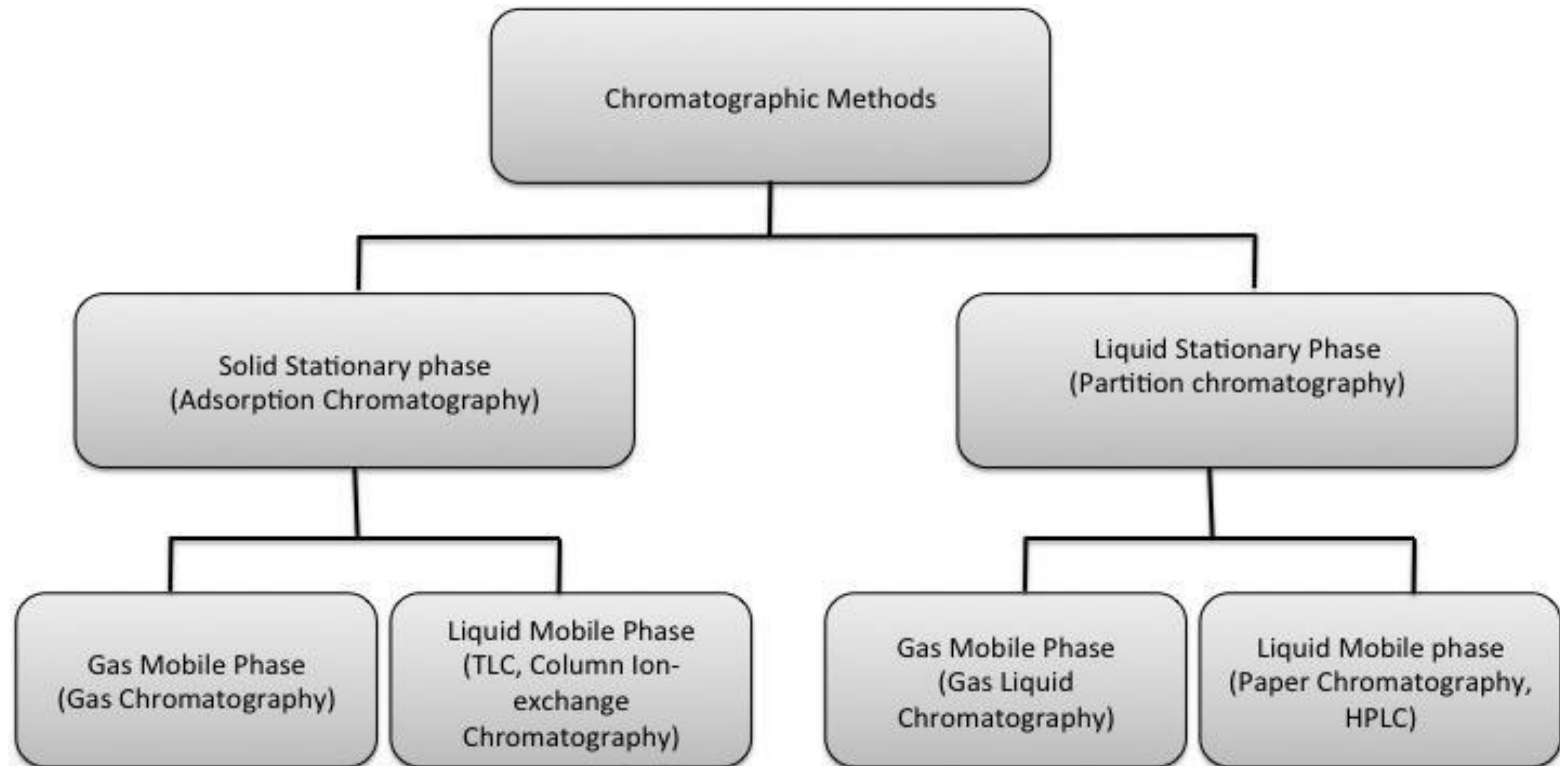 Chromatographic Methods
Solid Stationary phase
(Adsorption Chromatography)
Liquid Stationary Phase
(Partition chromatography)
Gas Mobile Phase
(Gas Chromatography)
Liquid Mobile Phase
(TLC, Column Ion-
exchange
Chromatography)
Gas Mobile Phase
(Gas Liquid
Chromatography)
Liquid Mobile phase
(Paper Chromatography,
HPLC)